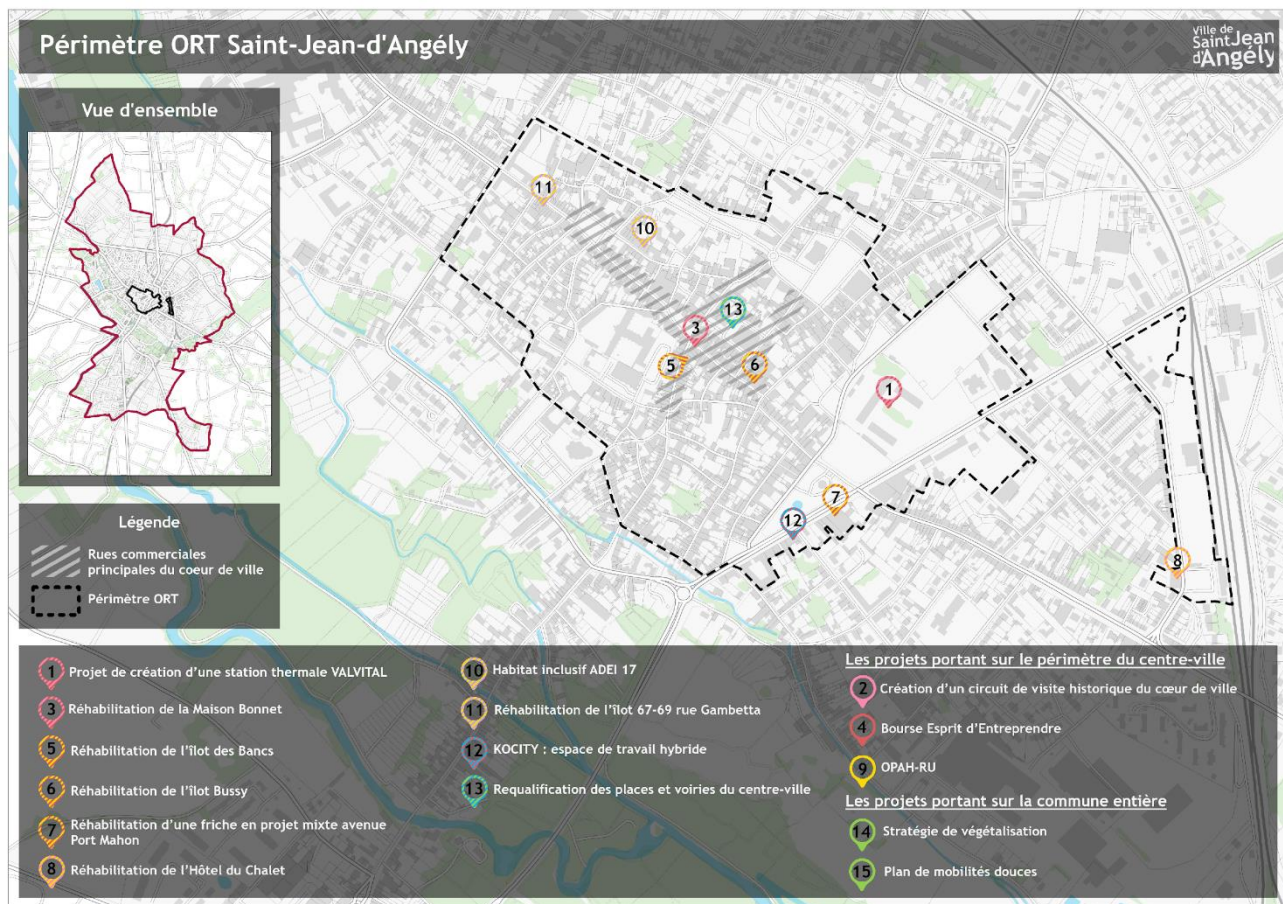 Périmètre ORT Saint-Jean-d'Angély
Ville de
Saint Jean
d'Angély
Vue d'ensemble
11
10
13
3
5
6
1
7
12
8
Légende
Rues commerciales
principales du coeur de ville
Périmètre ORT
1 Projet de création d'une station thermale VALVITAL
3 Réhabilitation de la Maison Bonnet
5 Réhabilitation de l'îlot des Bancs
6 Réhabilitation de l'îlot Bussy
7 Réhabilitation d'une friche en projet mixte avenue
Port Mahon
8 Réhabilitation de l'Hôtel du Chalet
10 Habitat inclusif ADEI 17
11 Réhabilitation de l'îlot 67-69 rue Gambetta
12 KOCITY : espace de travail hybride
13 Requalification des places et voiries du centre-ville
Les projets portant sur le périmètre du centre-ville
2 Création d'un circuit de visite historique du cœur de ville
4 Bourse Esprit d'Entreprendre
9 OPAH-RU
Les projets portant sur la commune entière
14 Stratégie de végétalisation
15 Plan de mobilités douces